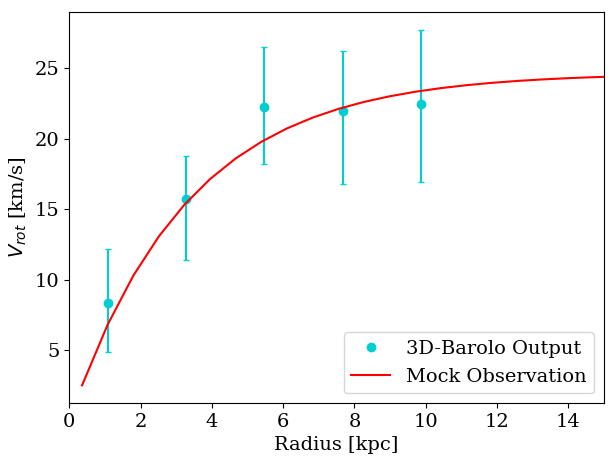 25
20
15
10
5
V_rot [km/s]
3D-Barolo Output
Mock Observation
0 2 4 6 8 10 12 14
Radius [kpc]